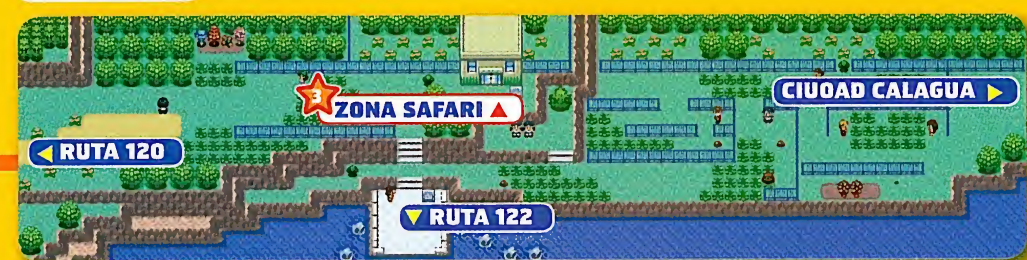 3
ZONA SAFARI
CIUOAD CALAGUA
RUTA 120
RUTA 122